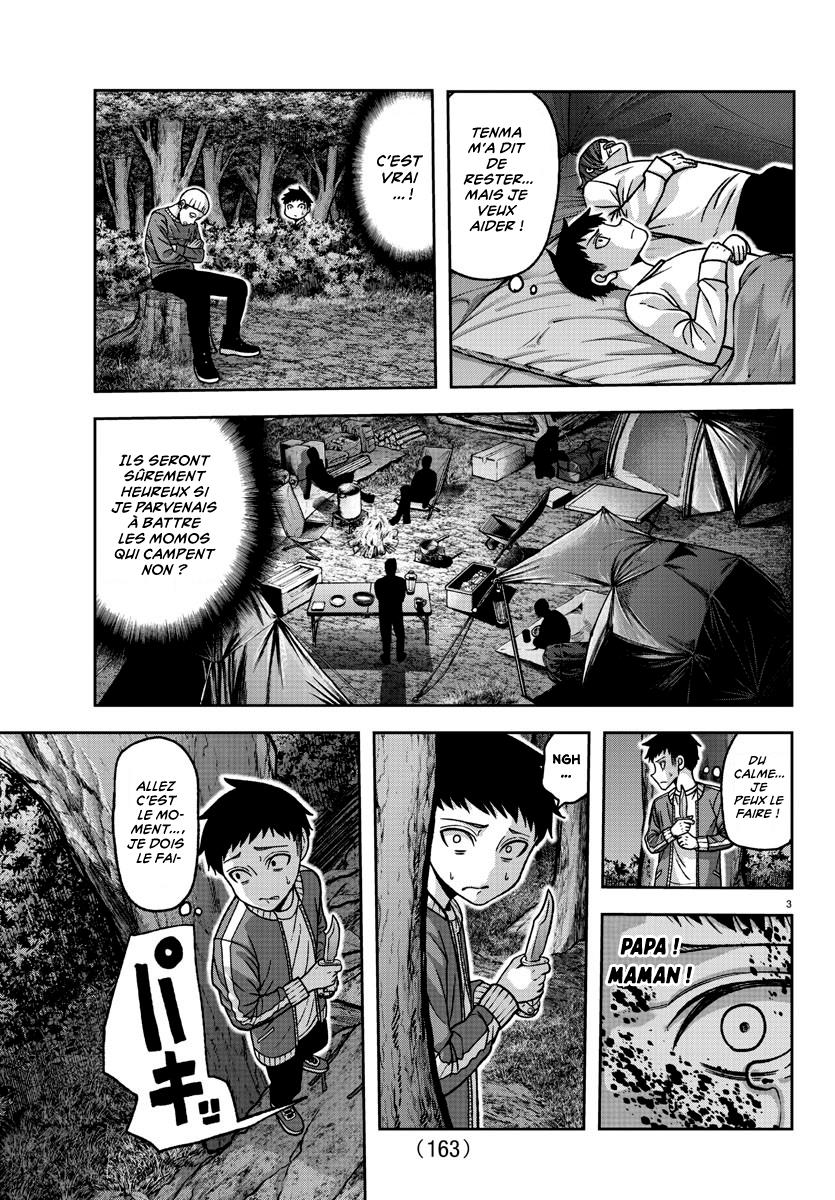 TENMA
M'A DIT
DE
RESTER...
MAIS JE
VEUX
AIDER !
C'EST
VRAI
... !
ILS SERONT
SÛREMENT
HEUREUX SI
JE PARVENAIS
À BATTRE
LES MOMOS
QUI CAMPENT
NON ?
DU
CALME...
JE
PEUX LE
FAIRE !
3
PAPA !
MAMAN !
NGH
...
ALLEZ
C'EST
LE MO-
MENT...,
JE DOIS
LE FAI-
パキッ
(163)